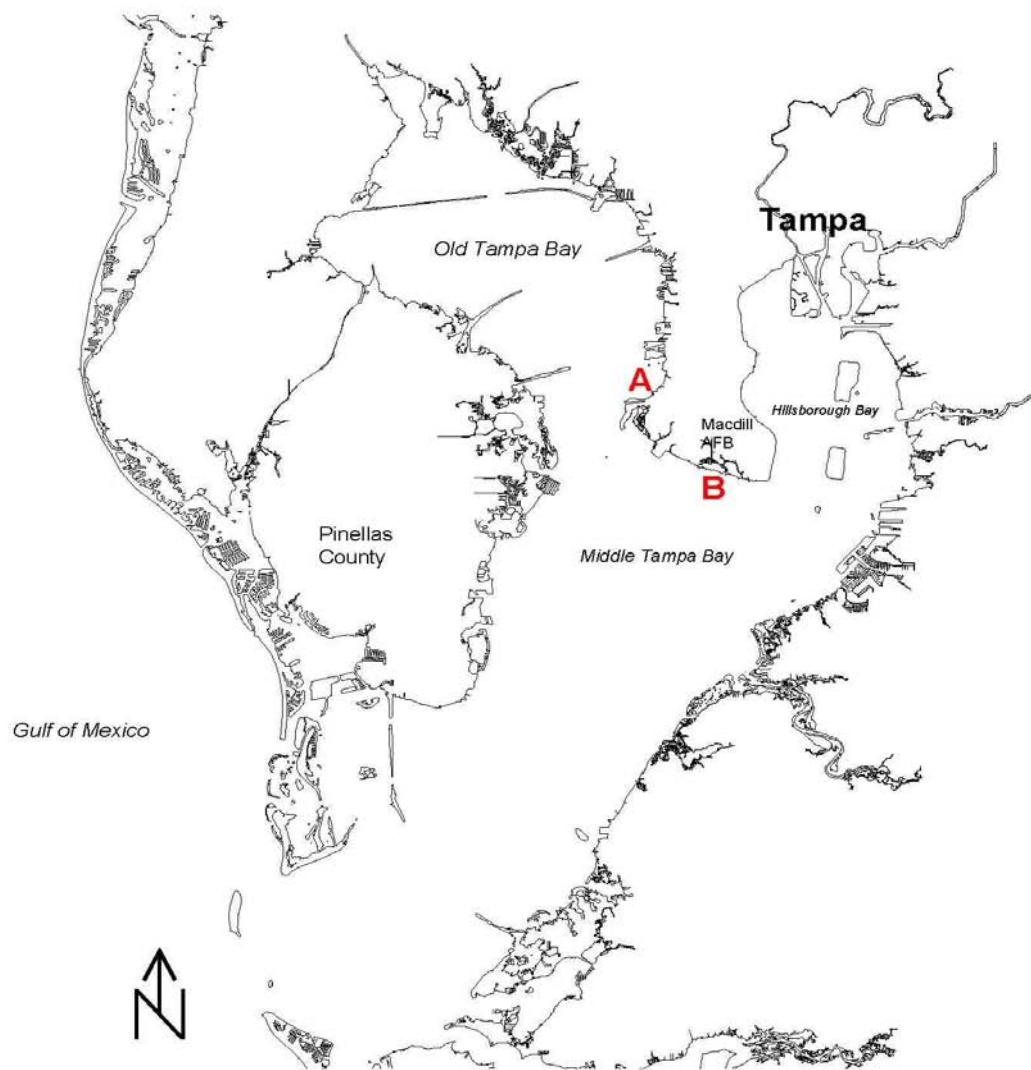 Tampa
Old Tampa Bay
A
Hillsborough Bay
Macdill
AFB
B
Pinellas
County
Middle Tampa Bay
Gulf of Mexico
N